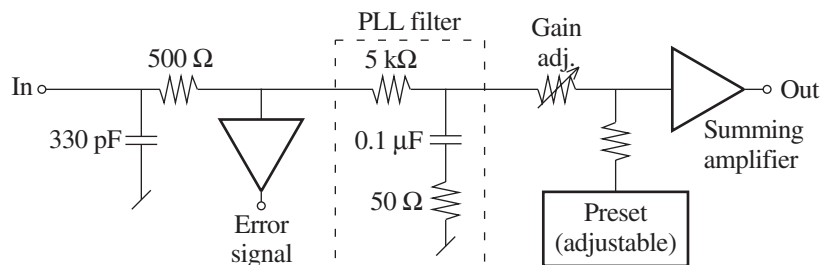 PLL filter
Gain
adj.
500 Ω
5 kΩ
In
Out
330 pF
0.1 µF
Summing
amplifier
50 Ω
Error
signal
Preset
(adjustable)